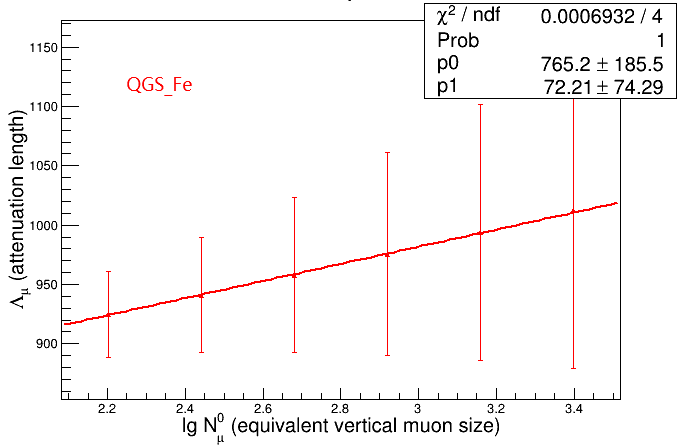 χ² / ndf 0.0006932 / 4
Prob 1
p0 765.2 ± 185.5
p1 72.21 ± 74.29
QGS_Fe
Λμ (attenuation length)
1150
1100
1050
1000
950
900
2.2 2.4 2.6 2.8 3 3.2 3.4
lg N⁰μ (equivalent vertical muon size)